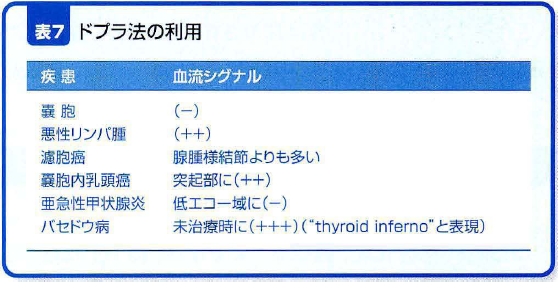 表7 ドプラ法の利用
疾患 血流シグナル
嚢胞 (−)
悪性リンパ腫 (++)
濾胞癌 腺腫様結節よりも多い
嚢胞内乳頭癌 突起部に(++)
亜急性甲状腺炎 低エコー域に(−)
バセドウ病 未治療時に(+++)(“thyroid inferno”と表現)